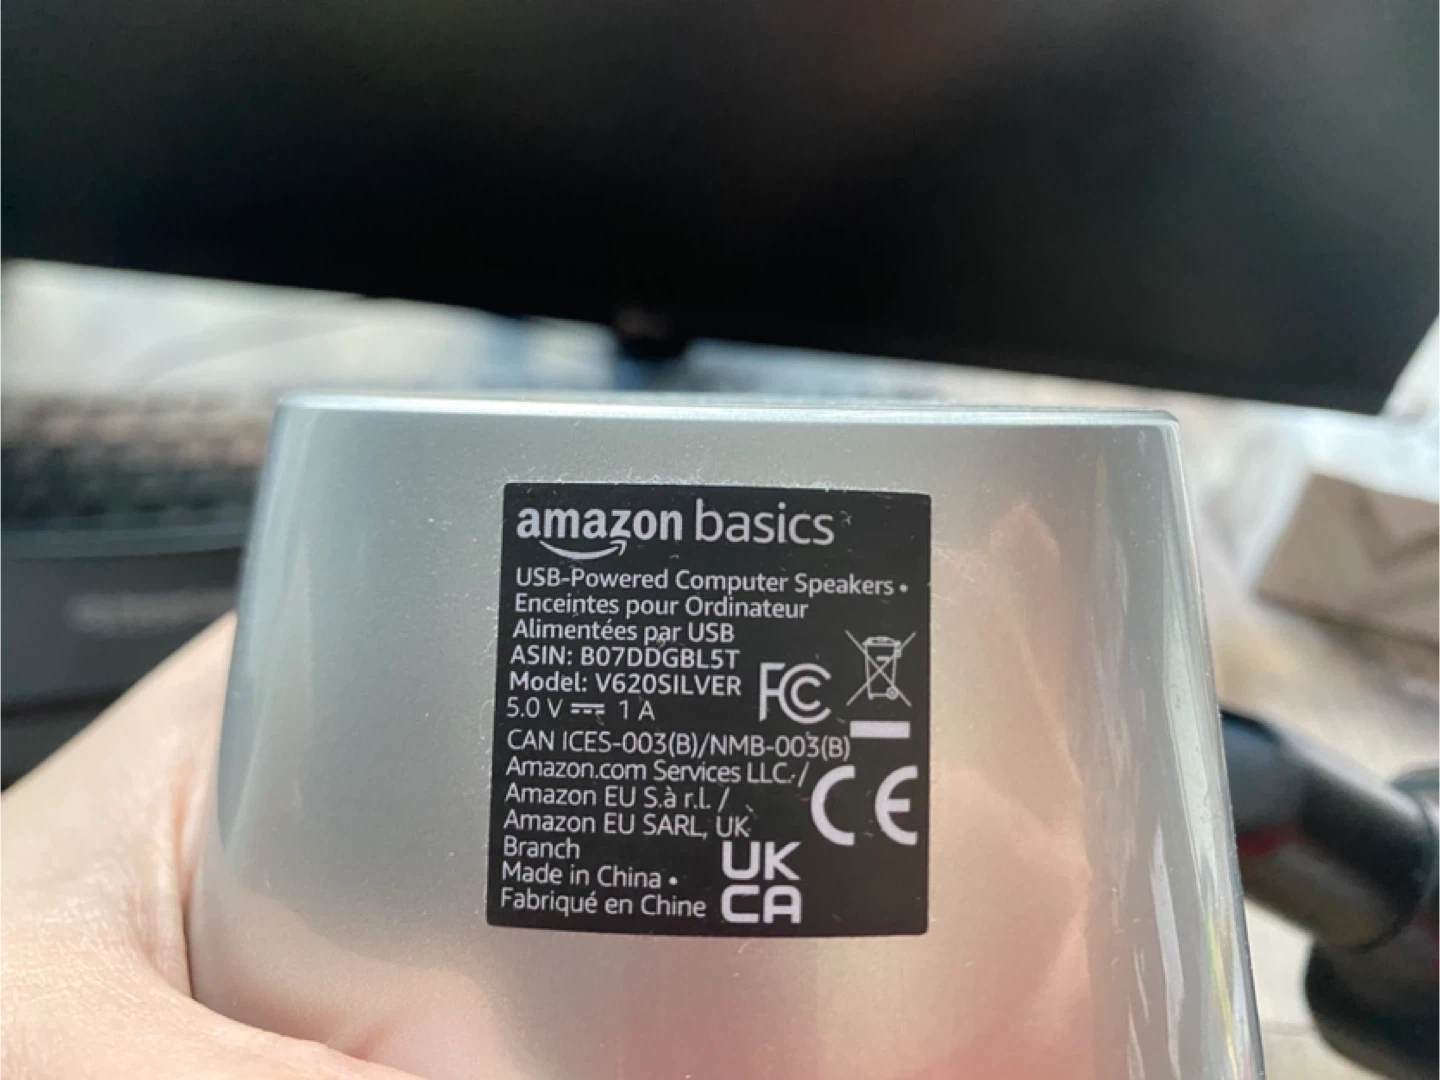 amazon basics
USB-Powered Computer Speakers •
Enceintes pour Ordinateur
Alimentées par USB
ASIN: B07DDGBL5T
Model: V620SILVER
FC
5.0 V ⎓ 1 A
CAN ICES-003(B)/NMB-003(B)
Amazon.com Services LLC. /
Amazon EU S.à r.l. /
Amazon EU SARL, UK
Branch
CE
Made in China •
Fabriqué en Chine
UK
CA